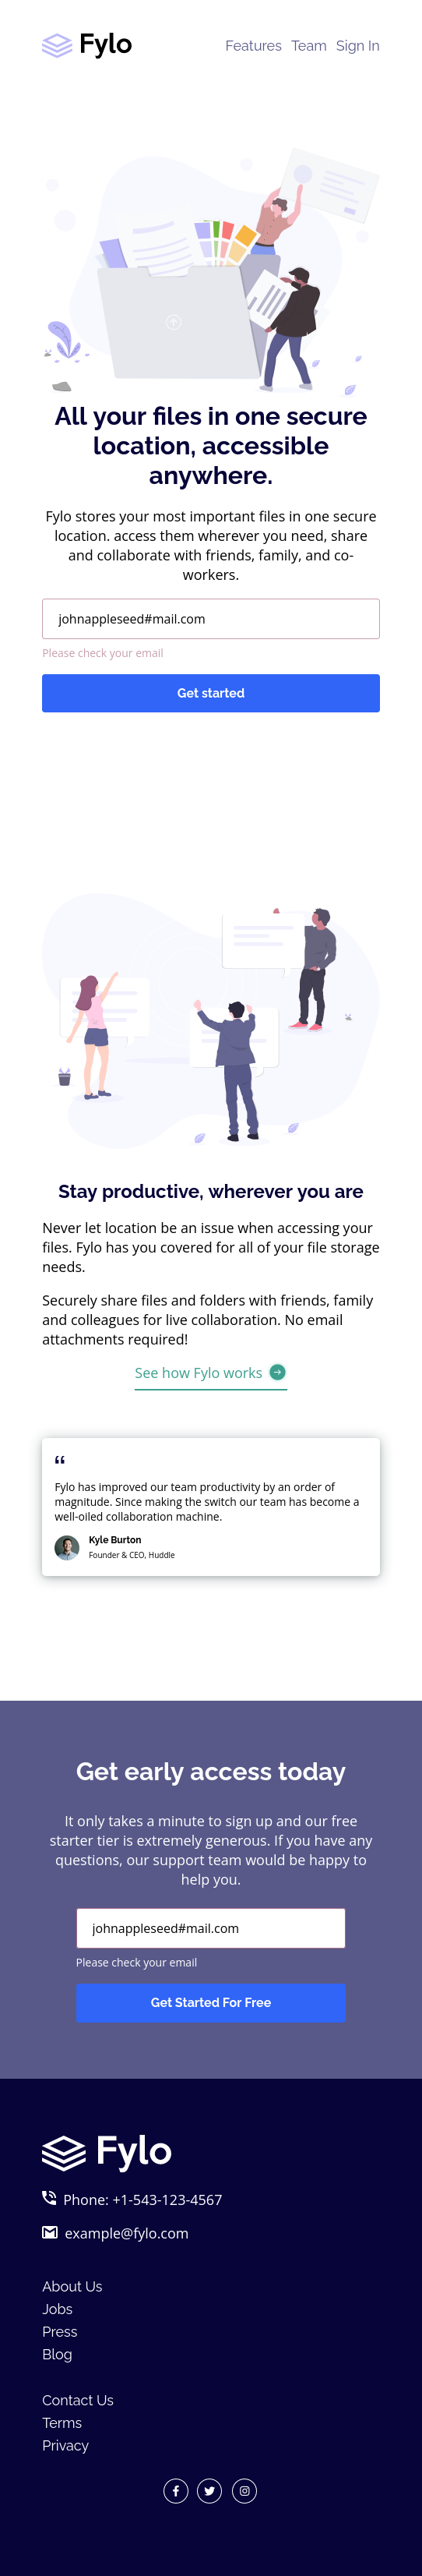 Fylo
Features Team Sign In
All your files in one secure
location, accessible
anywhere.
Fylo stores your most important files in one secure
location. access them wherever you need, share
and collaborate with friends, family, and co-
workers.
johnappleseed#mail.com
Please check your email
Get started
Stay productive, wherever you are
Never let location be an issue when accessing your
files. Fylo has you covered for all of your file storage
needs.
Securely share files and folders with friends, family
and colleagues for live collaboration. No email
attachments required!
See how Fylo works
“
Fylo has improved our team productivity by an order of
magnitude. Since making the switch our team has become a
well-oiled collaboration machine.
Kyle Burton
Founder & CEO, Huddle
Get early access today
It only takes a minute to sign up and our free
starter tier is extremely generous. If you have any
questions, our support team would be happy to
help you.
johnappleseed#mail.com
Please check your email
Get Started For Free
Fylo
Phone: +1-543-123-4567
example@fylo.com
About Us
Jobs
Press
Blog
Contact Us
Terms
Privacy